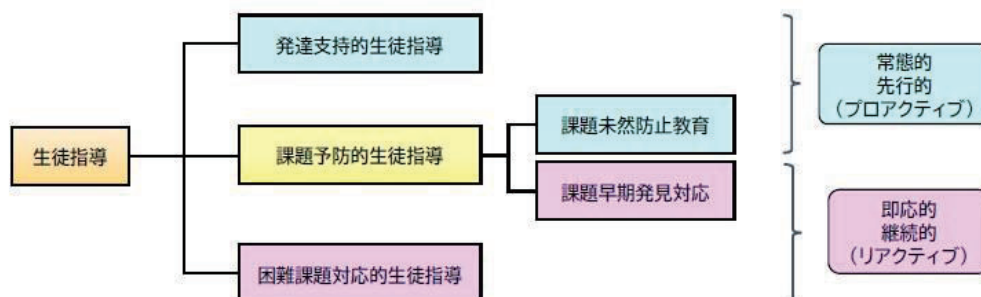 発達支持的生徒指導
常態的
先行的
(プロアクティブ)
生徒指導
課題予防的生徒指導
課題未然防止教育
課題早期発見対応
即応的
継続的
(リアクティブ)
困難課題対応的生徒指導